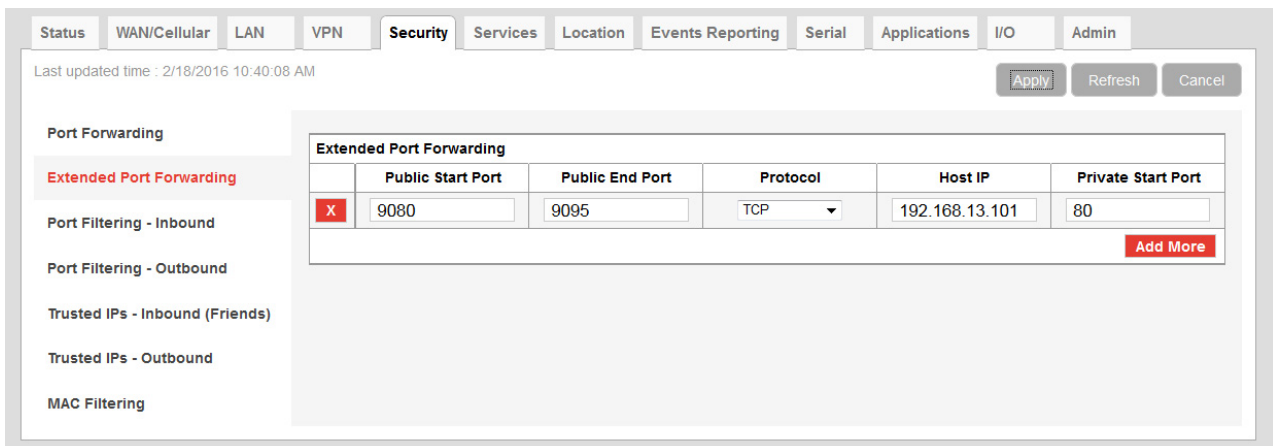 Status WAN/Cellular LAN VPN Security Services Location Events Reporting Serial Applications I/O Admin
Last updated time : 2/18/2016 10:40:08 AM
Apply Refresh Cancel
Port Forwarding
Extended Port Forwarding
Port Filtering - Inbound
Port Filtering - Outbound
Trusted IPs - Inbound (Friends)
Trusted IPs - Outbound
MAC Filtering
Extended Port Forwarding
Public Start Port Public End Port Protocol Host IP Private Start Port
X 9080 9095 TCP 192.168.13.101 80
Add More